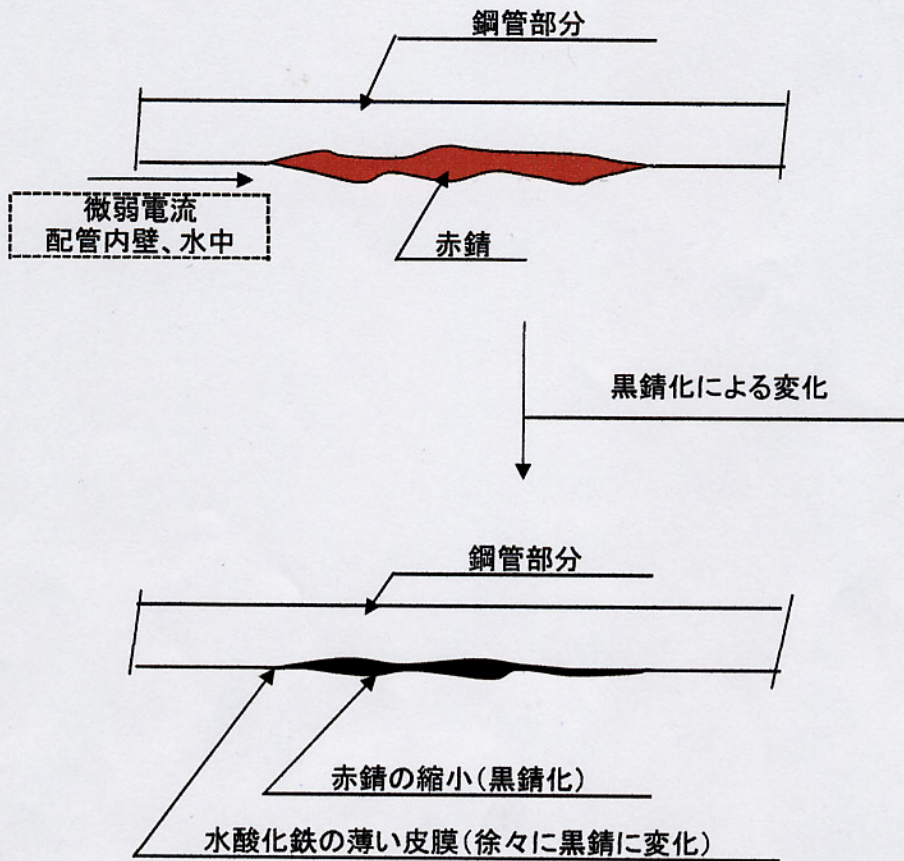 鋼管部分
微弱電流
配管内壁、水中
赤錆
黒錆化による変化
鋼管部分
赤錆の縮小(黒錆化)
水酸化鉄の薄い皮膜(徐々に黒錆に変化)